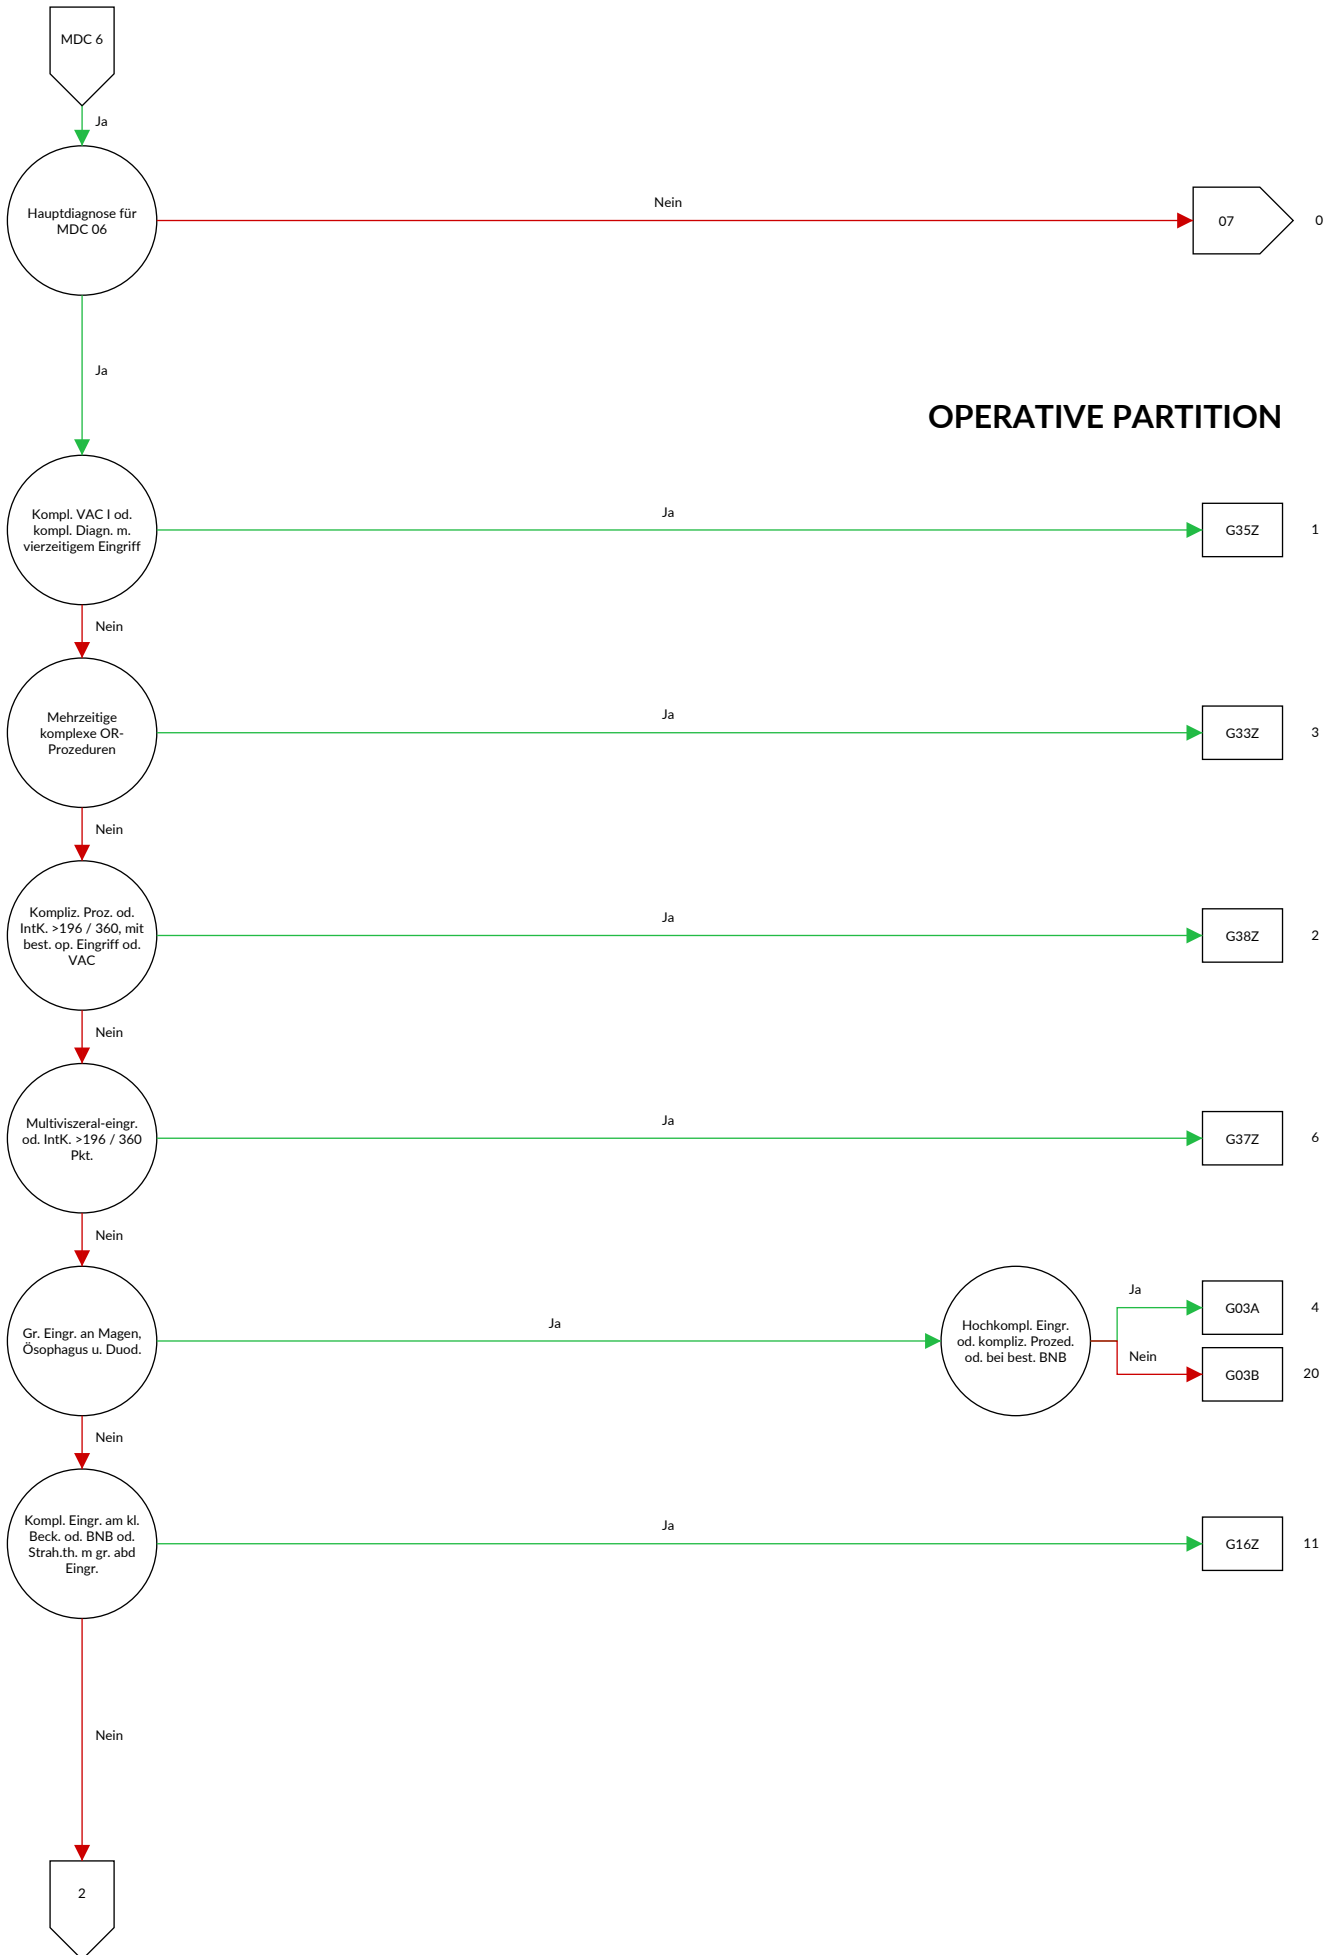 MDC 6
Ja
Hauptdiagnose für
MDC 06
Nein
07
0
Ja
OPERATIVE PARTITION
Kompl. VAC I od.
kompl. Diagn. m.
vierzeitigem Eingriff
Ja
G35Z
1
Nein
Mehrzeitige
komplexe OR-
Prozeduren
Ja
G33Z
3
Nein
Kompliz. Proz. od.
IntK. >196 / 360, mit
best. op. Eingriff od.
VAC
Ja
G38Z
2
Nein
Multiviszeral-eingr.
od. IntK. >196 / 360
Pkt.
Ja
G37Z
6
Nein
Gr. Eingr. an Magen,
Ösophagus u. Duod.
Ja
Hochkompl. Eingr.
od. kompliz. Prozed.
od. bei best. BNB
Ja
G03A
4
Nein
G03B
20
Nein
Kompl. Eingr. am kl.
Beck. od. BNB od.
Strah.th. m gr. abd
Eingr.
Ja
G16Z
11
Nein
2